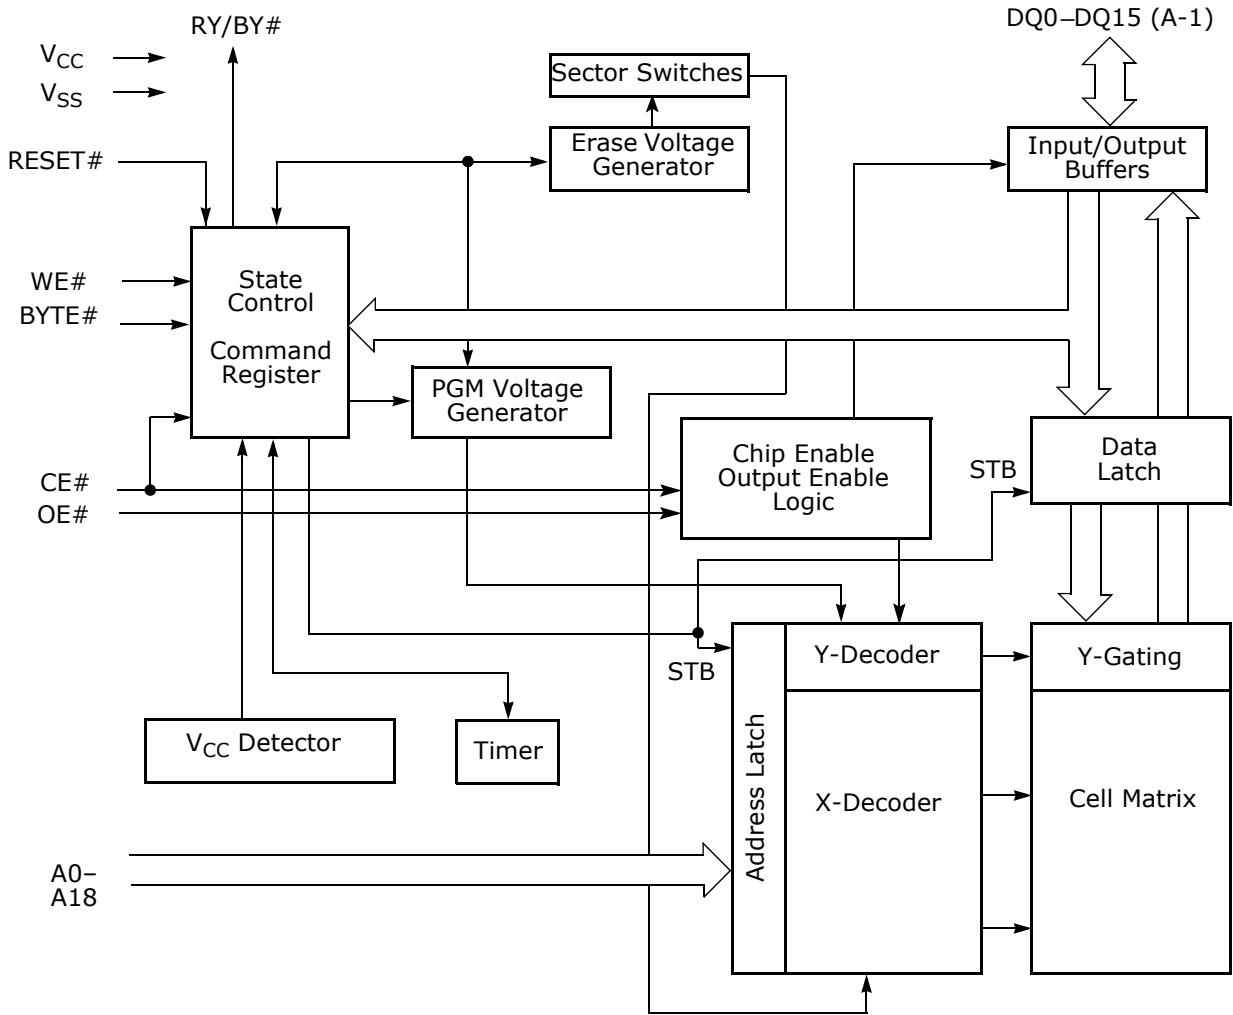 RY/BY#
DQ0–DQ15 (A-1)
VCC
VSS
Sector Switches
RESET#
Erase Voltage
Generator
Input/Output
Buffers
WE#
BYTE#
State
Control
Command
Register
PGM Voltage
Generator
Chip Enable
Output Enable
Logic
STB
Data
Latch
CE#
OE#
STB
Y-Decoder
Y-Gating
VCC Detector
Timer
Address Latch
X-Decoder
Cell Matrix
A0–
A18